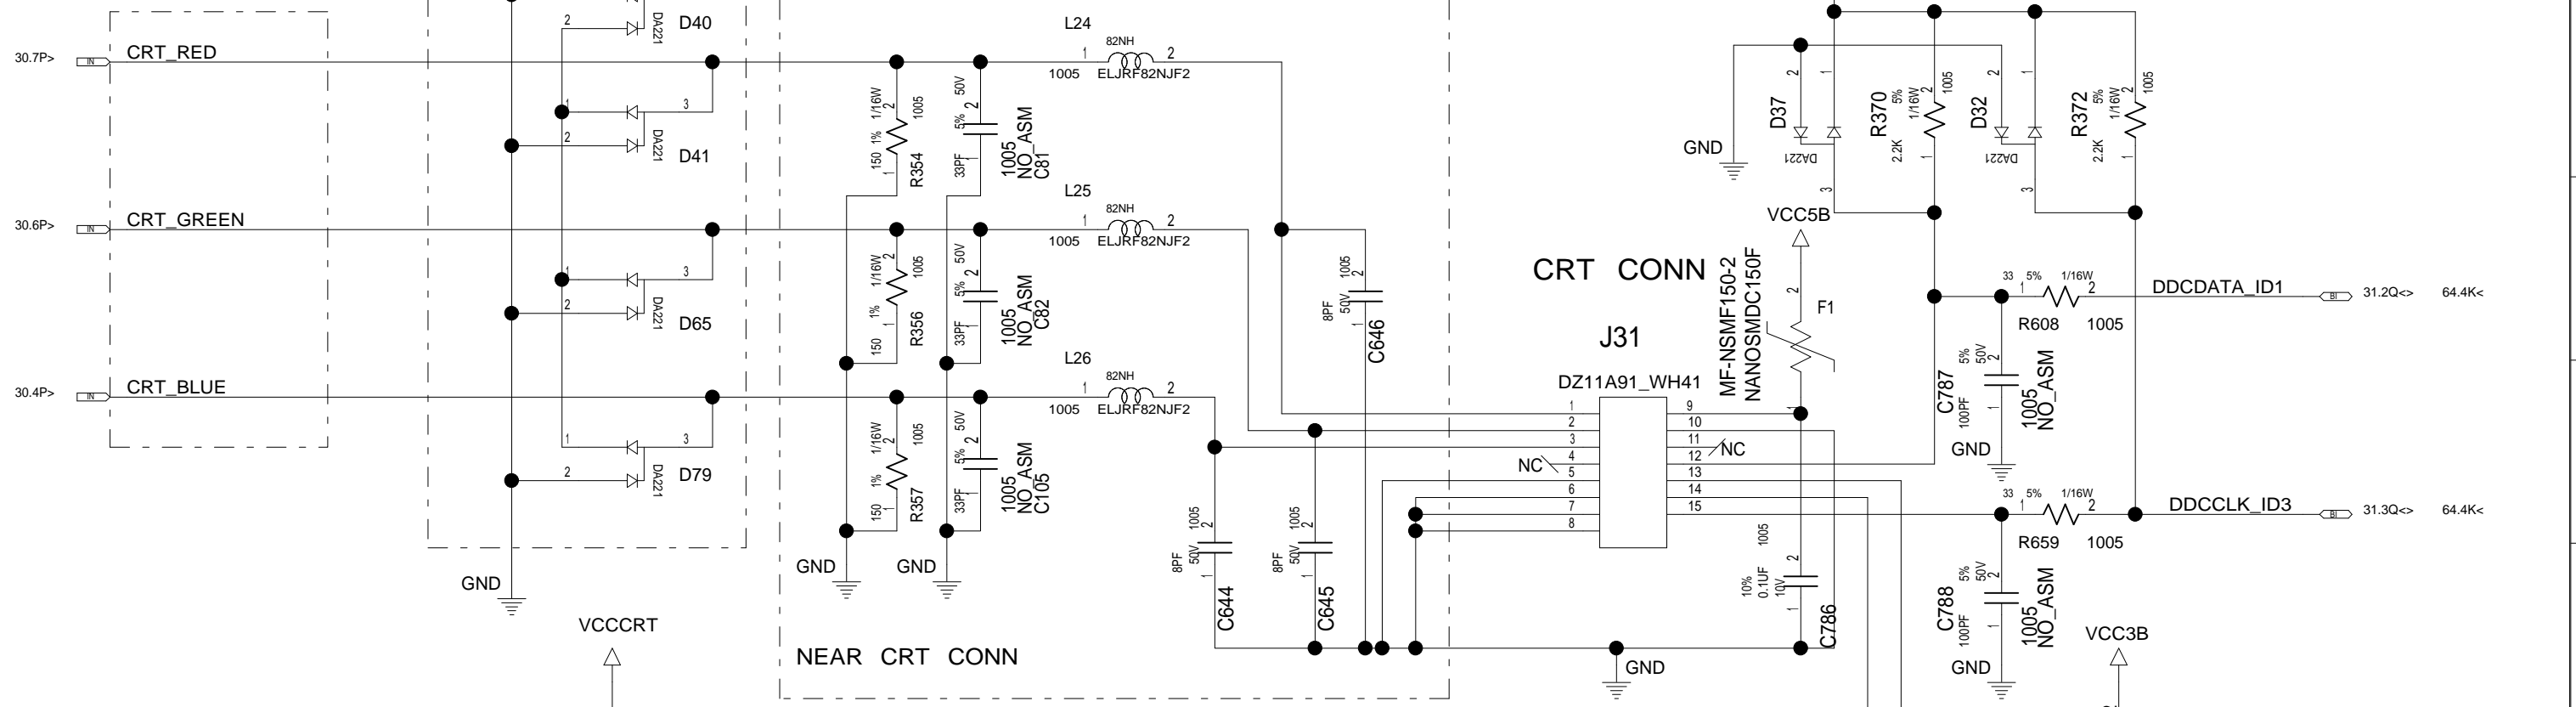 2
D40
DA221
30.7P>
IN
CRT_RED
1
3
2
DA221
D41
30.6P>
IN
CRT_GREEN
1
3
2
DA221
D65
30.4P>
IN
CRT_BLUE
1
3
2
DA221
D79
GND
VCCCRT
1/16W
2
1005
150
1%
1
R354
50V
2
5%
33PF
1
1005
NO_ASM
C81
L24
82NH
1
2
1005
ELJRF82NJF2
1/16W
2
1005
150
1%
1
R356
50V
2
5%
33PF
1
1005
NO_ASM
C82
L25
82NH
1
2
1005
ELJRF82NJF2
1/16W
2
1005
150
1%
1
R357
50V
2
5%
33PF
1
1005
NO_ASM
C105
L26
82NH
1
2
1005
ELJRF82NJF2
GND
GND
NEAR CRT CONN
1005
2
8PF
50V
1
C644
1005
2
8PF
50V
1
C645
1005
2
8PF
50V
1
C646
CRT CONN
J31
DZ11A91_WH41
1
2
3
4
5
6
7
8
NC
9
10
11
12
13
14
15
NC
GND
MF-NSMF150-2
NANOSMDC150F
VCC5B
2
F1
1
1005
2
10%
0.1UF
10V
1
C786
GND
D37
2
1
DA221
3
R370
5%
1/16W
2
1005
2.2K
1
D32
2
1
DA221
3
R372
5%
1/16W
2
1005
2.2K
1
33
5%
1/16W
1
2
R608
1005
DDCDATA_ID1
BI
31.2Q<>
64.4K<
C787
100PF
5%
50V
2
1
1005
NO_ASM
GND
33
5%
1/16W
1
2
R659
1005
DDCCLK_ID3
BI
31.3Q<>
64.4K<
C788
100PF
5%
50V
2
1
1005
NO_ASM
GND
VCC3B